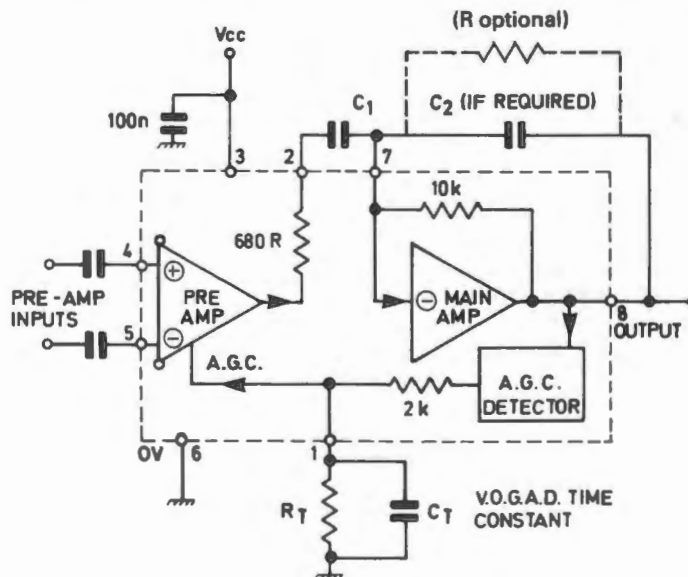 (R optional)
Vcc
C1
C2 (IF REQUIRED)
100n
3
2
7
10k
680 R
4
+
PRE-AMP
INPUTS
PRE
AMP
−
5
−
MAIN
AMP
8
OUTPUT
A.G.C.
2k
A.G.C.
DETECTOR
0V
6
1
RT
CT
V.O.G.A.D. TIME
CONSTANT